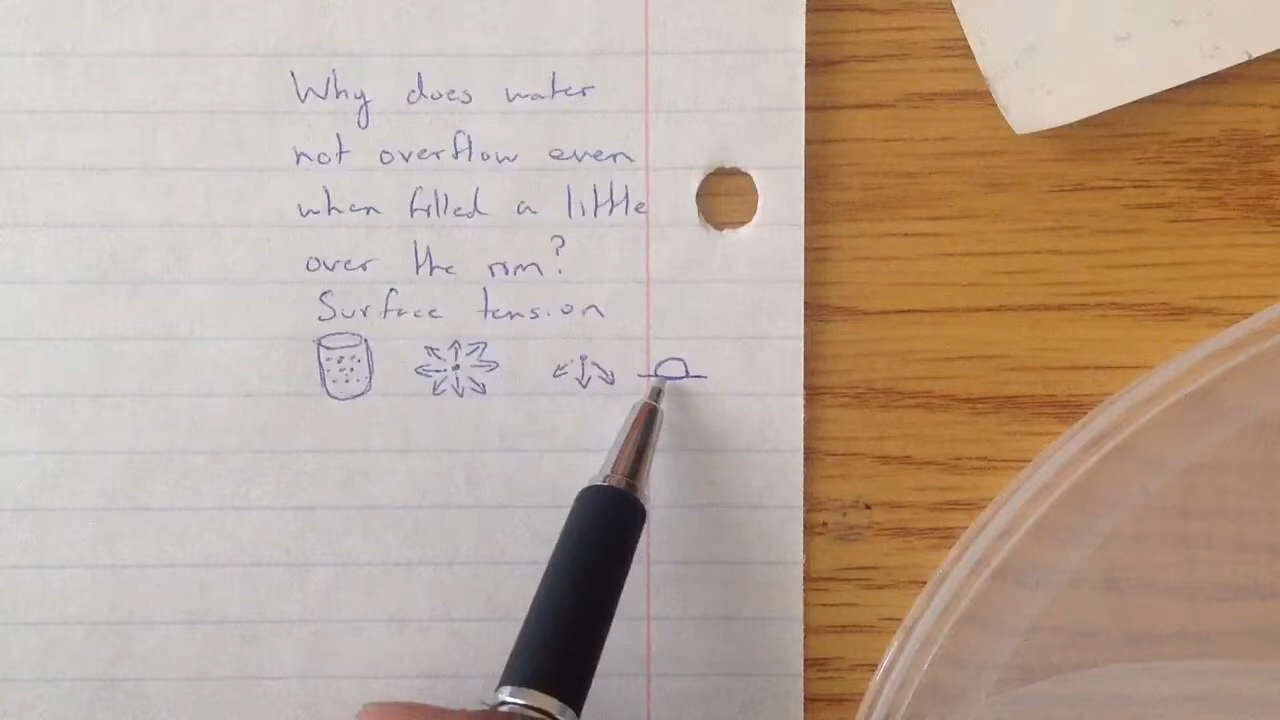 Why does water
not overflow even
when filled a little
over the rim?
Surface tension